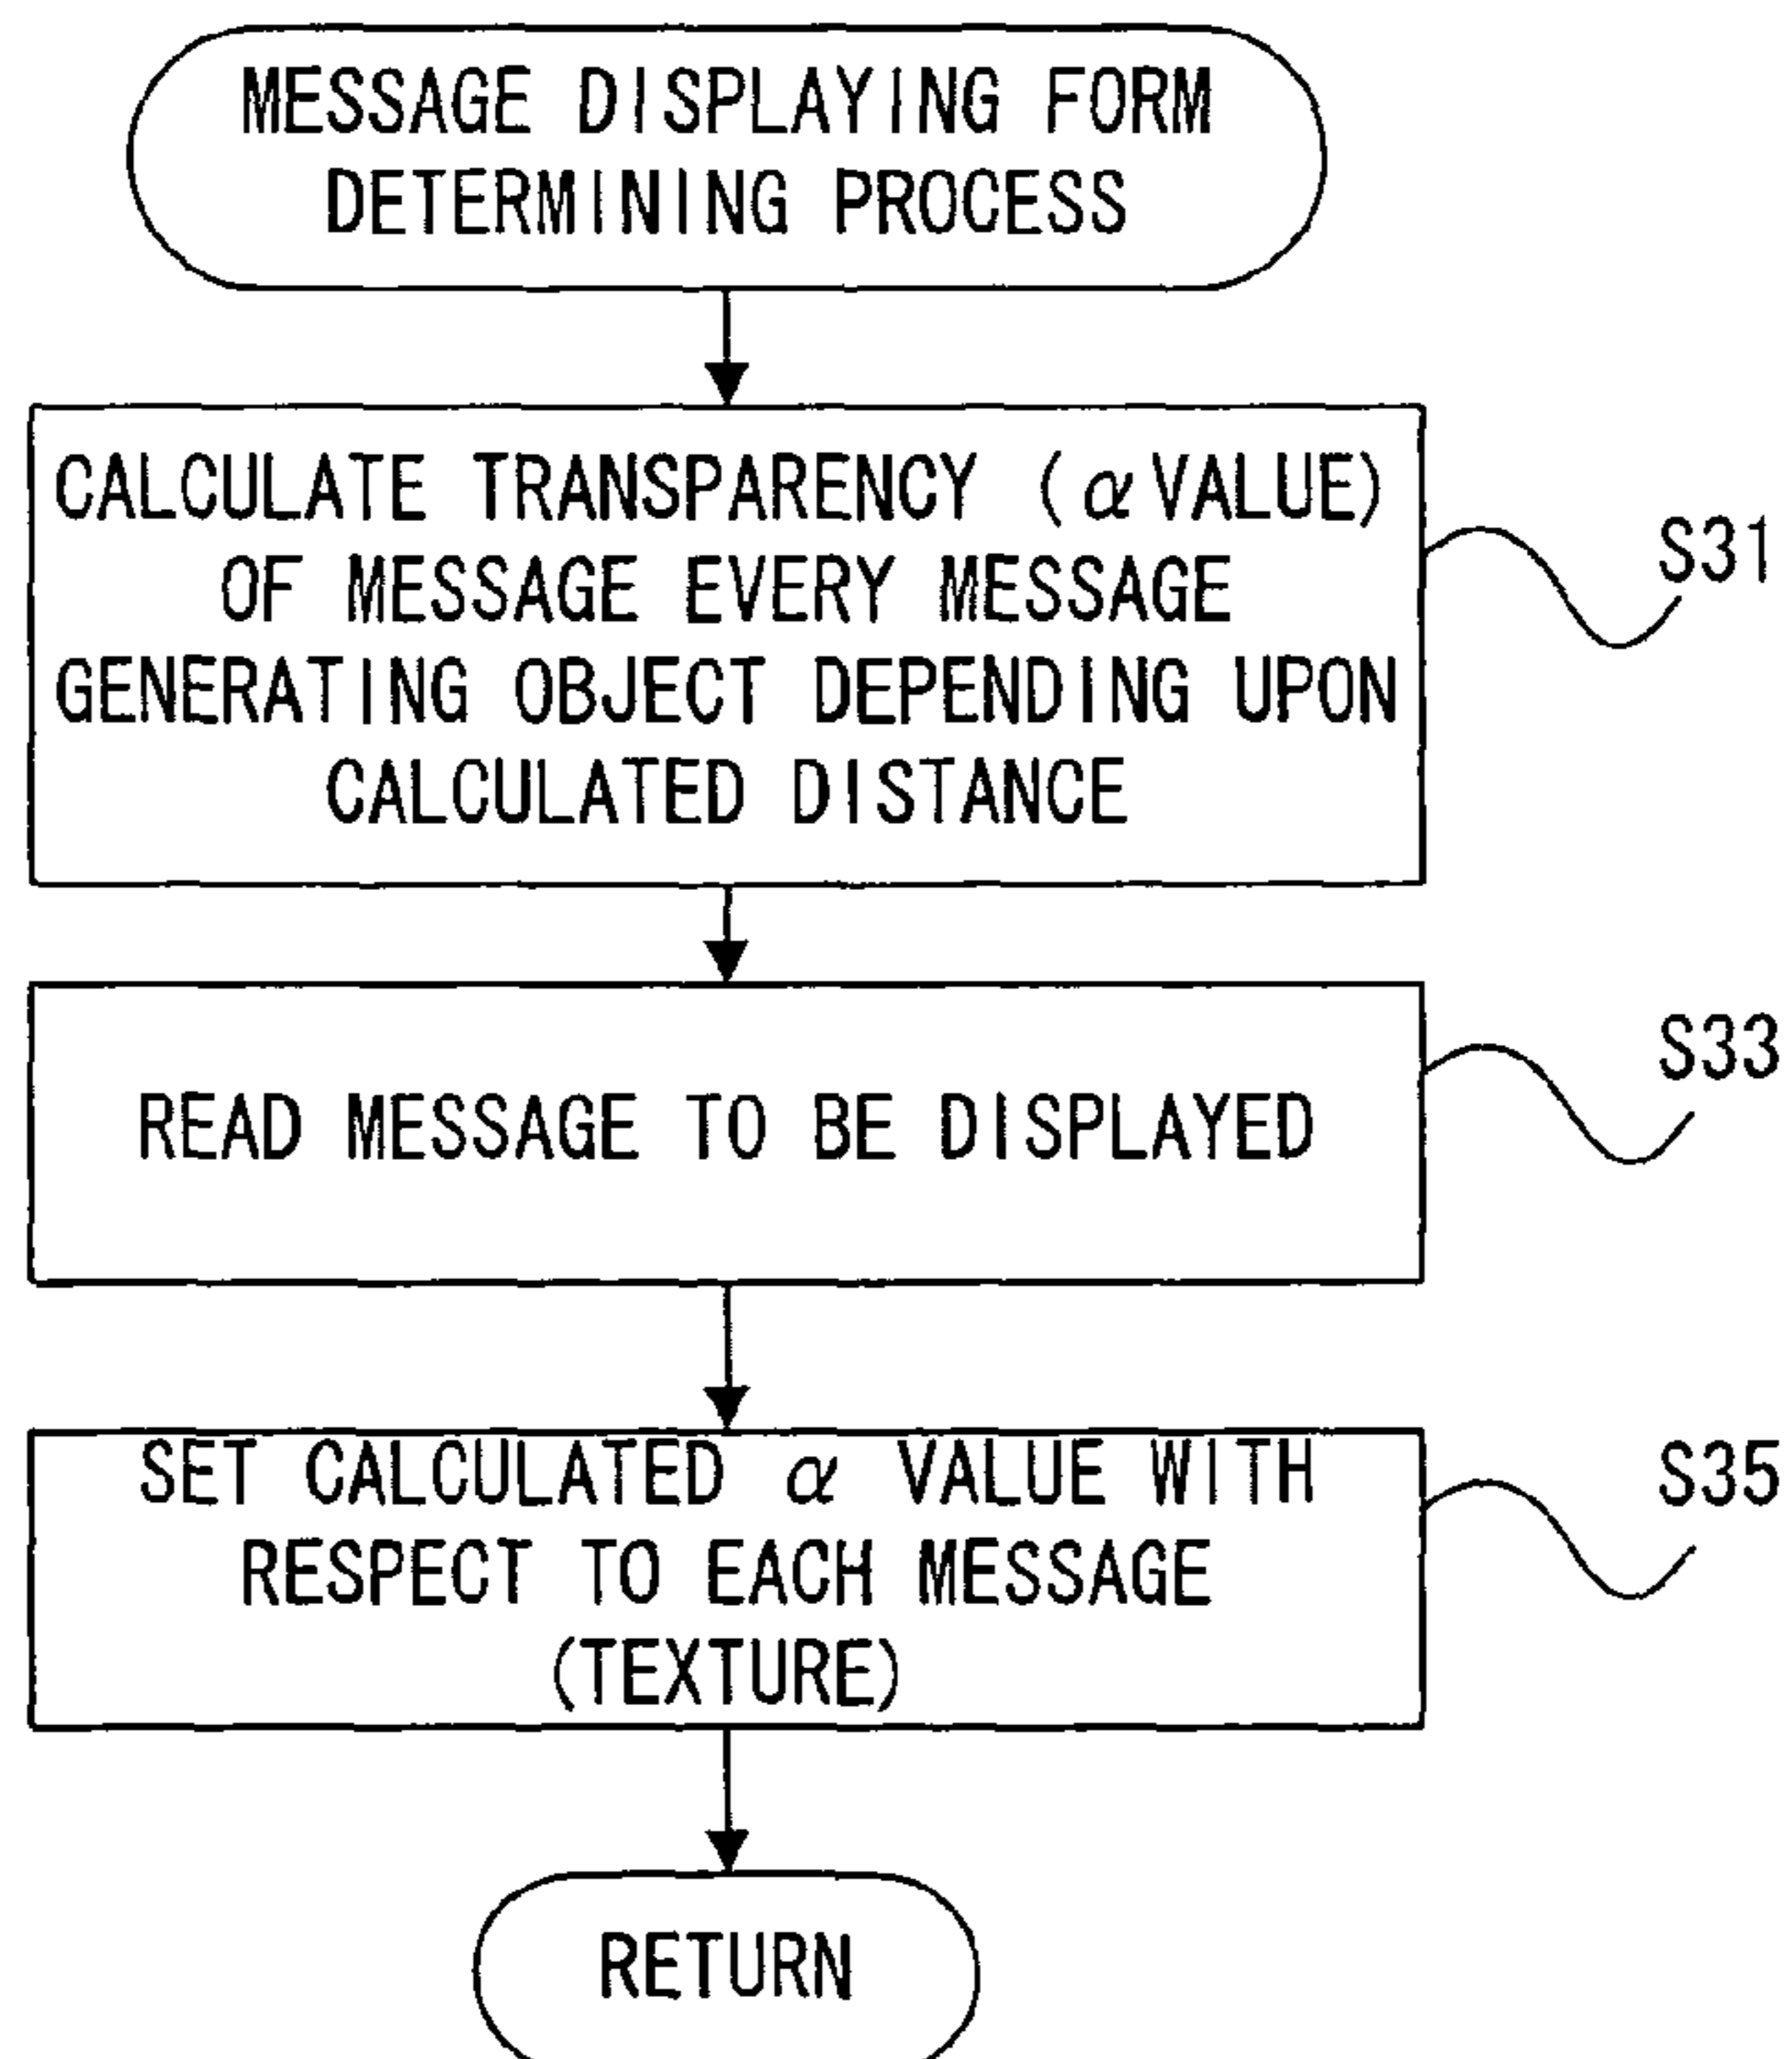 MESSAGE DISPLAYING FORM
DETERMINING PROCESS
CALCULATE TRANSPARENCY (α VALUE)
OF MESSAGE EVERY MESSAGE
GENERATING OBJECT DEPENDING UPON
CALCULATED DISTANCE
S31
READ MESSAGE TO BE DISPLAYED
S33
SET CALCULATED α VALUE WITH
RESPECT TO EACH MESSAGE
(TEXTURE)
S35
RETURN